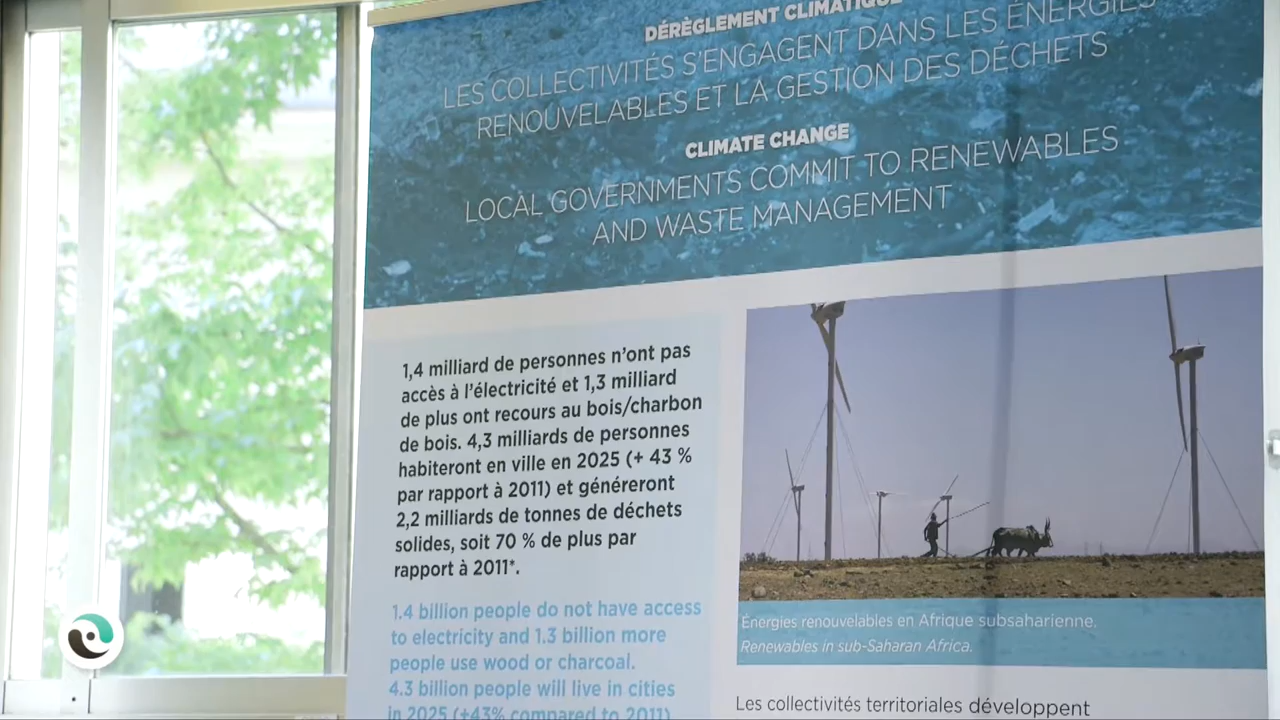 DÉRÈGLEMENT CLIMATIQUE
LES COLLECTIVITÉS S'ENGAGENT DANS LES ÉNERGIES
RENOUVELABLES ET LA GESTION DES DÉCHETS
CLIMATE CHANGE
LOCAL GOVERNMENTS COMMIT TO RENEWABLES
AND WASTE MANAGEMENT
1,4 milliard de personnes n'ont pas
accès à l'électricité et 1,3 milliard
de plus ont recours au bois/charbon
de bois. 4,3 milliards de personnes
habiteront en ville en 2025 (+ 43 %
par rapport à 2011) et généreront
2,2 milliards de tonnes de déchets
solides, soit 70 % de plus par
rapport à 2011*.
1.4 billion people do not have access
to electricity and 1.3 billion more
people use wood or charcoal.
4.3 billion people will live in cities
in 2025 (+43% compared to 2011)
Énergies renouvelables en Afrique subsaharienne.
Renewables in sub-Saharan Africa.
Les collectivités territoriales développent